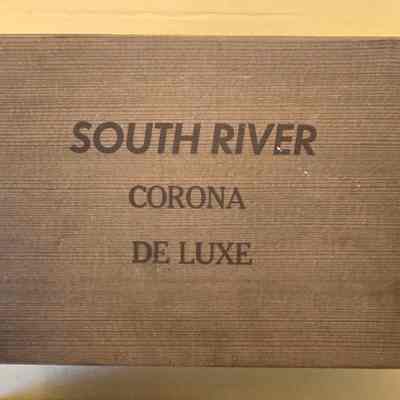 SOUTH RIVER
CORONA
DE LUXE